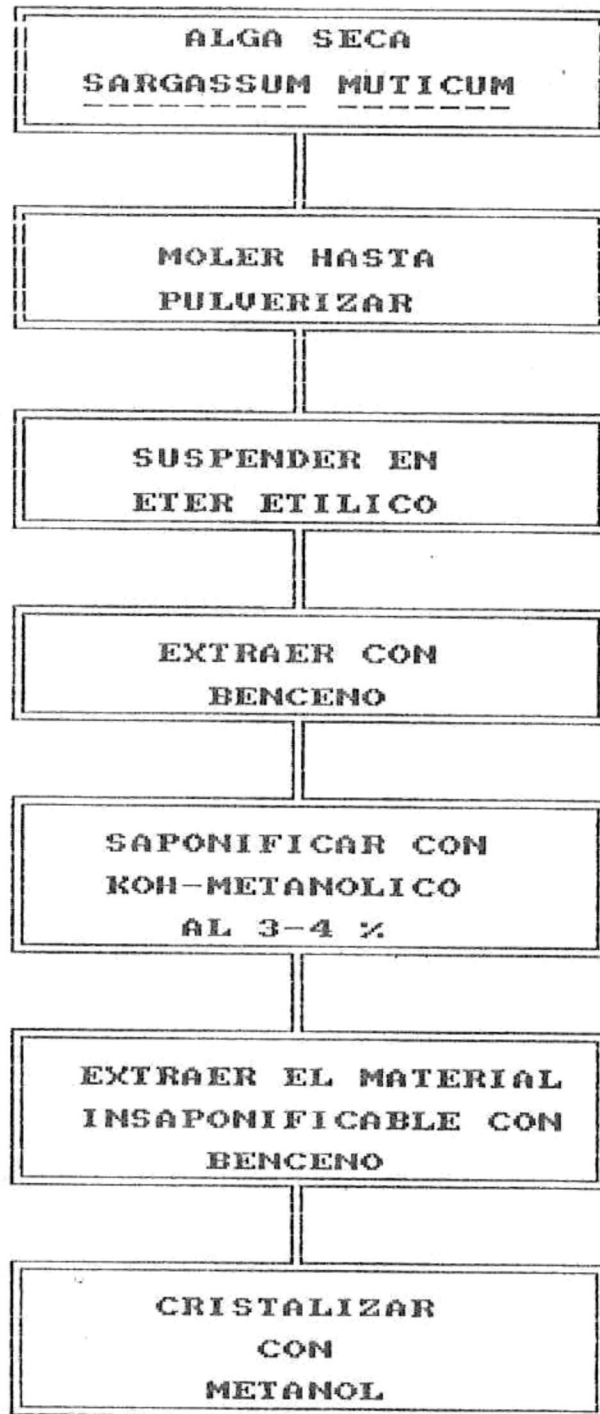 ALGA SECA
SARGASSUM MUTICUM
MOLER HASTA
PULVERIZAR
SUSPENDER EN
ETER ETILICO
EXTRAER CON
BENCENO
SAPONIFICAR CON
KOH-METANOLICO
AL 3-4 %
EXTRAER EL MATERIAL
INSAPONIFICABLE CON
BENCENO
CRISTALIZAR
CON
METANOL